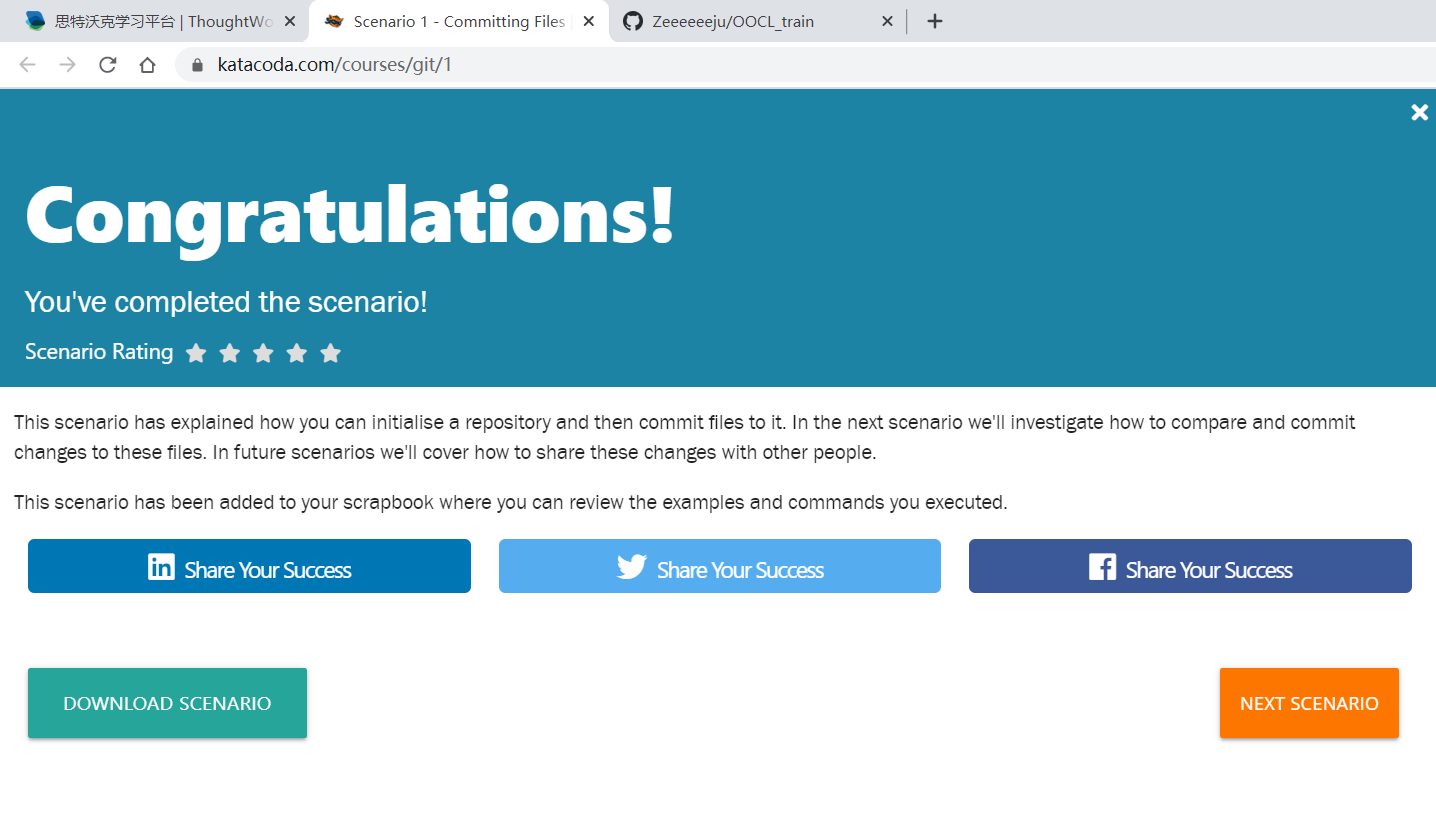 思特沃克学习平台 | ThoughtWo
Scenario 1 - Committing Files
Zeeeeeeju/OOCL_train
katacoda.com/courses/git/1
Congratulations!
You've completed the scenario!
Scenario Rating
This scenario has explained how you can initialise a repository and then commit files to it. In the next scenario we'll investigate how to compare and commit
changes to these files. In future scenarios we'll cover how to share these changes with other people.
This scenario has been added to your scrapbook where you can review the examples and commands you executed.
in Share Your Success
Share Your Success
f Share Your Success
DOWNLOAD SCENARIO
NEXT SCENARIO